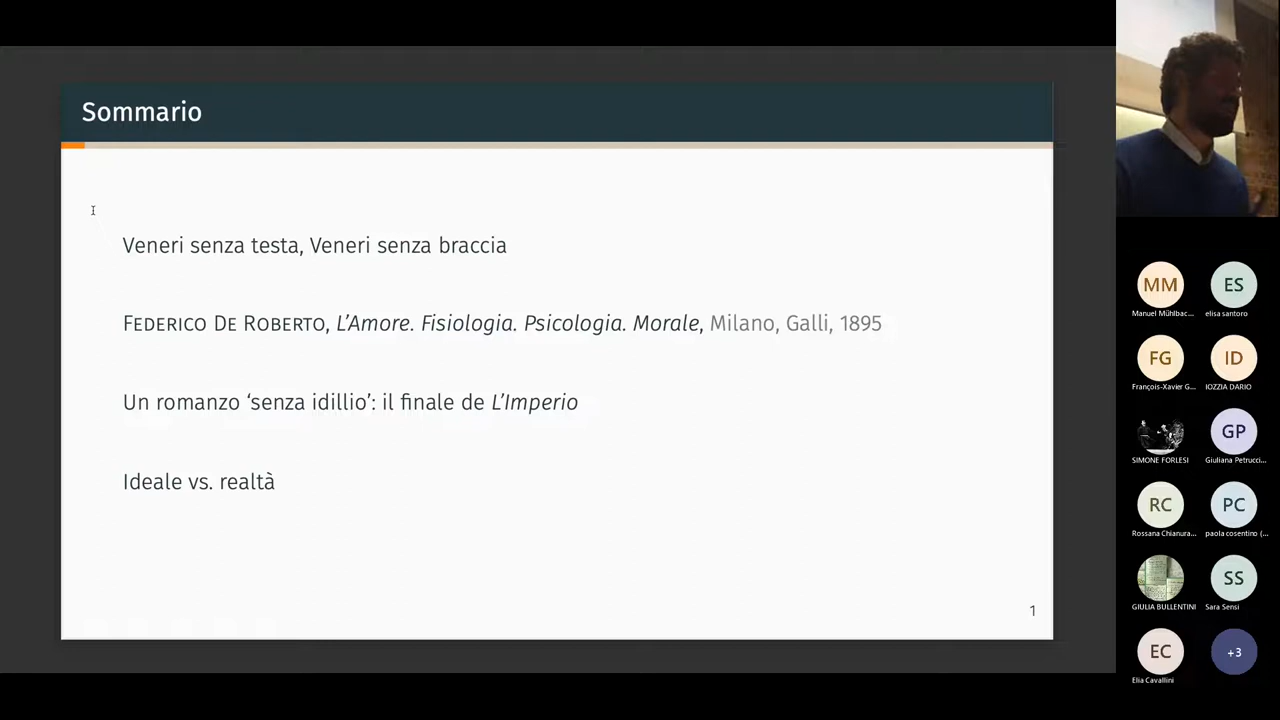 Sommario
Veneri senza testa, Veneri senza braccia
Federico De Roberto, L'Amore. Fisiologia. Psicologia. Morale, Milano, Galli, 1895
Un romanzo ‘senza idillio’: il finale de L'Imperio
Ideale vs. realtà
1
MM
Manuel Mühlbac...
ES
elisa santoro
FG
François-Xavier G...
ID
IOZZIA DARIO
SIMONE FORLESI
GP
Giuliana Petrucci...
RC
Rossana Chianura...
PC
paola cosentino (...
GIULIA BULLENTINI
SS
Sara Sensi
EC
Elia Cavallini
+3